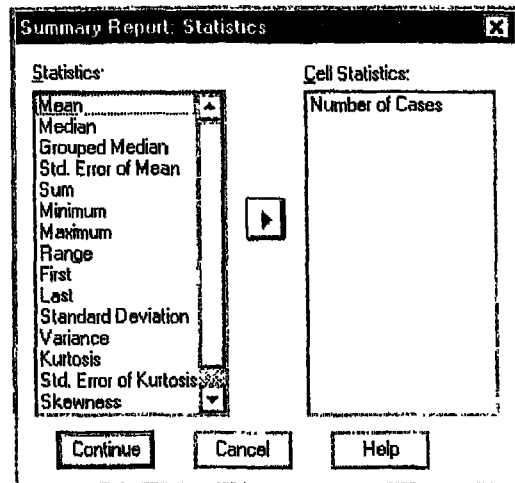 Summary Report: Statistics
Statistics:
Mean
Median
Grouped Median
Std. Error of Mean
Sum
Minimum
Maximum
Range
First
Last
Standard Deviation
Variance
Kurtosis
Std. Error of Kurtosis
Skewness
Cell Statistics:
Number of Cases
Continue
Cancel
Help